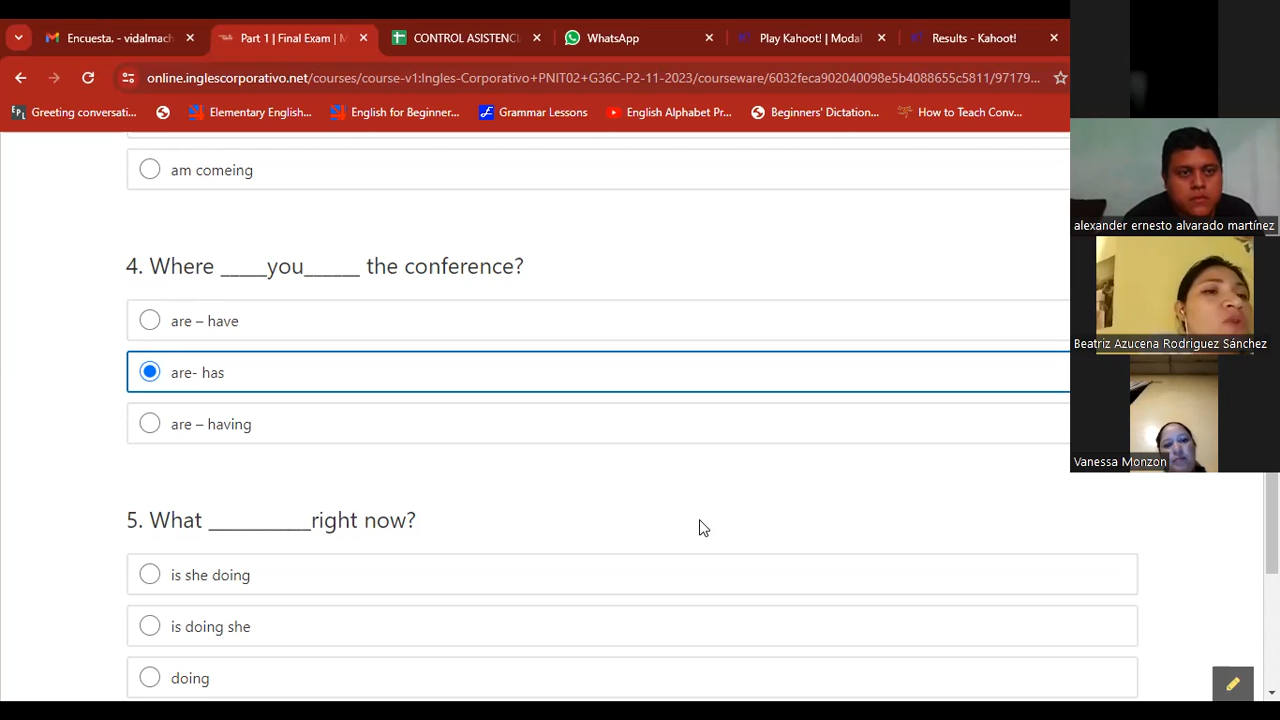 Encuesta. - vidalmach
Part 1 | Final Exam | M
CONTROL ASISTENCI
WhatsApp
Play Kahoot! | Modal
Results - Kahoot!
online.inglescorporativo.net/courses/course-v1:Ingles-Corporativo+PNIT02+G36C-P2-11-2023/courseware/6032feca902040098e5b4088655c5811/97179...
Greeting conversati...
Elementary English...
English for Beginner...
Grammar Lessons
English Alphabet Pr...
Beginners' Dictation...
How to Teach Conv...
am comeing
4. Where _____you______ the conference?
are – have
are- has
are – having
5. What ___________right now?
is she doing
is doing she
doing
alexander ernesto alvarado martínez
Beatriz Azucena Rodriguez Sánchez
Vanessa Monzon